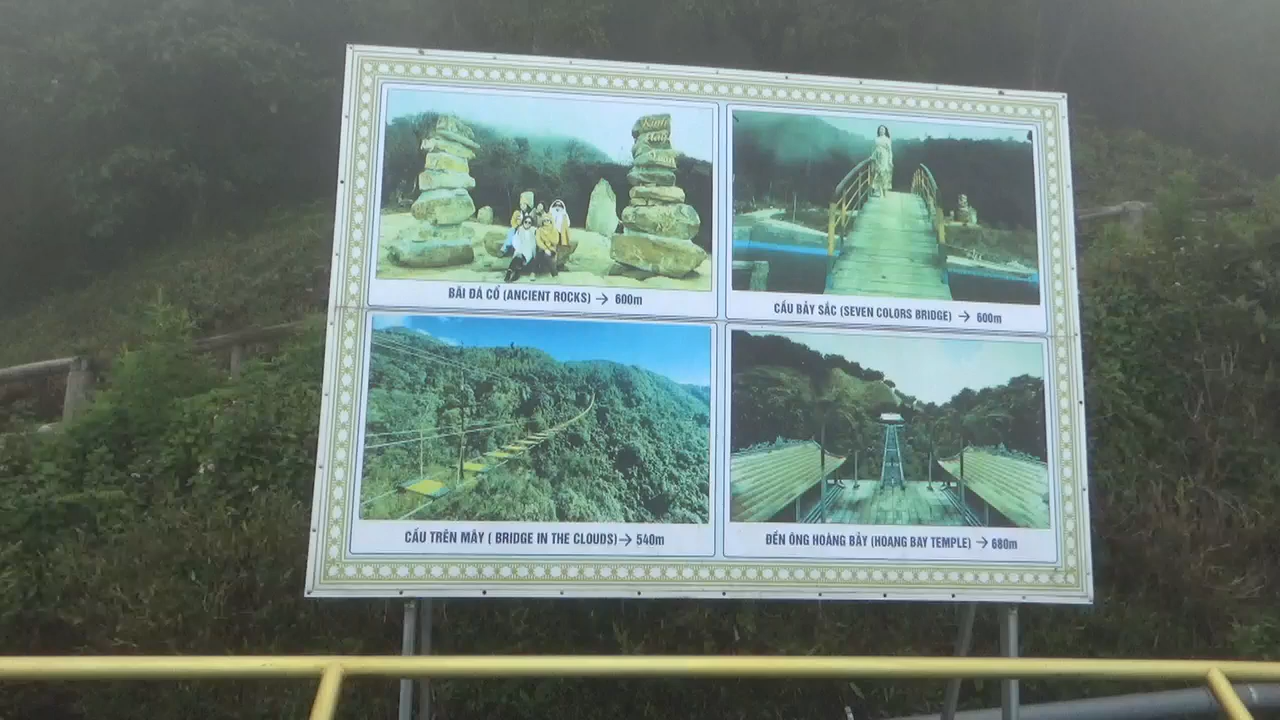 BÃI ĐÁ CỔ (ANCIENT ROCKS) → 600m
CẦU BẢY SẮC (SEVEN COLORS BRIDGE) → 600m
CẦU TRÊN MÂY ( BRIDGE IN THE CLOUDS) → 540m
ĐỀN ÔNG HOÀNG BẢY (HOANG BAY TEMPLE) → 680m